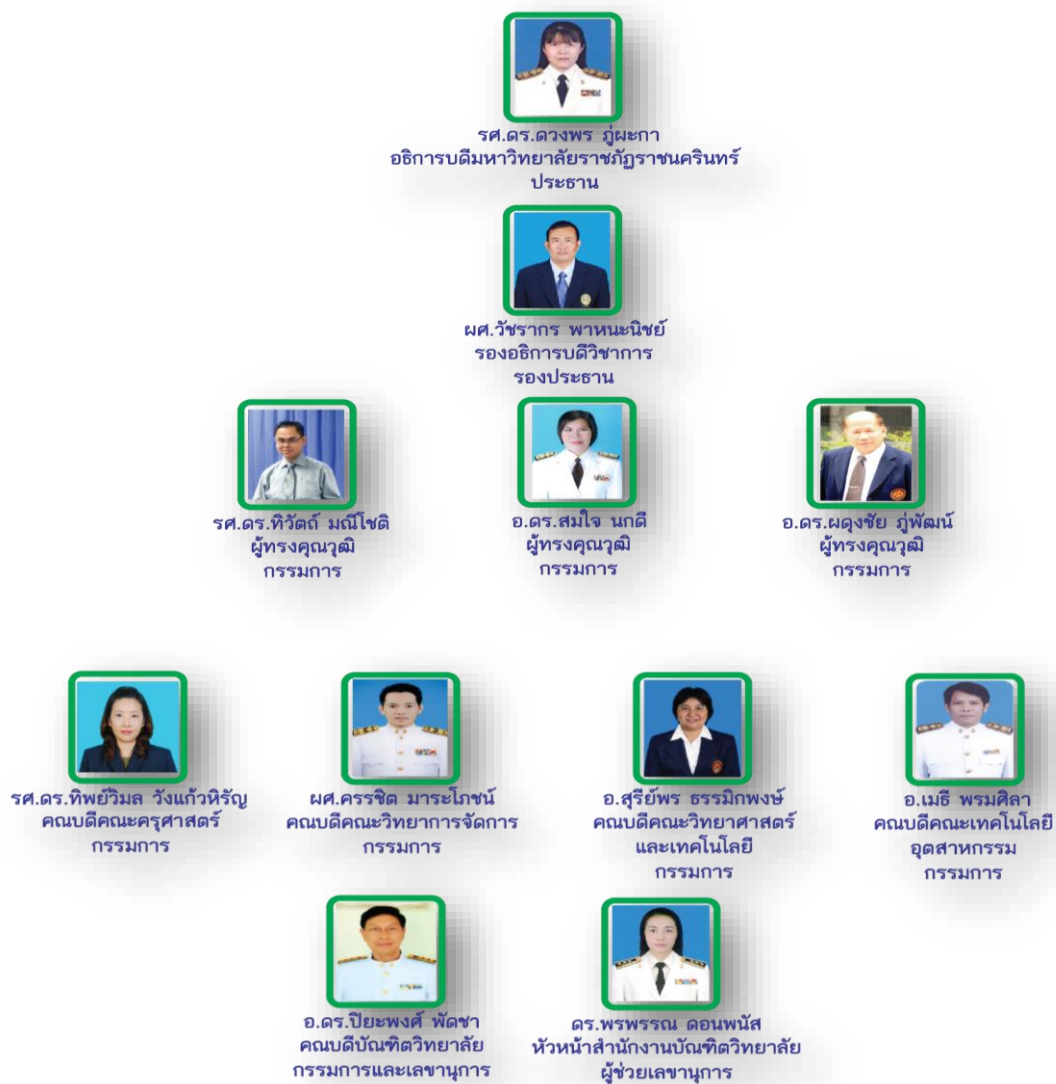 รศ.ดร.ดวงพร ภู่ผะกา
อธิการบดีมหาวิทยาลัยราชภัฏราชนครินทร์
ประธาน
ผศ.วัชรากร พาหนะนิชย์
รองอธิการบดีวิชาการ
รองประธาน
รศ.ดร.ทิวัตถ์ มณีโชติ
ผู้ทรงคุณวุฒิ
กรรมการ
อ.ดร.สมใจ นกดี
ผู้ทรงคุณวุฒิ
กรรมการ
อ.ดร.ผดุงชัย ภู่พัฒน์
ผู้ทรงคุณวุฒิ
กรรมการ
รศ.ดร.ทิพย์วิมล วังแก้วหิรัญ
คณบดีคณะครุศาสตร์
กรรมการ
ผศ.ครรชิต มาระโภชน์
คณบดีคณะวิทยาการจัดการ
กรรมการ
อ.สุรีย์พร ธรรมิกพงษ์
คณบดีคณะวิทยาศาสตร์
และเทคโนโลยี
กรรมการ
อ.เมธี พรมศิลา
คณบดีคณะเทคโนโลยี
อุตสาหกรรม
กรรมการ
อ.ดร.ปิยะพงศ์ พัดชา
คณบดีบัณฑิตวิทยาลัย
กรรมการและเลขานุการ
ดร.พรพรรณ ดอนพนัส
หัวหน้าสำนักงานบัณฑิตวิทยาลัย
ผู้ช่วยเลขานุการ